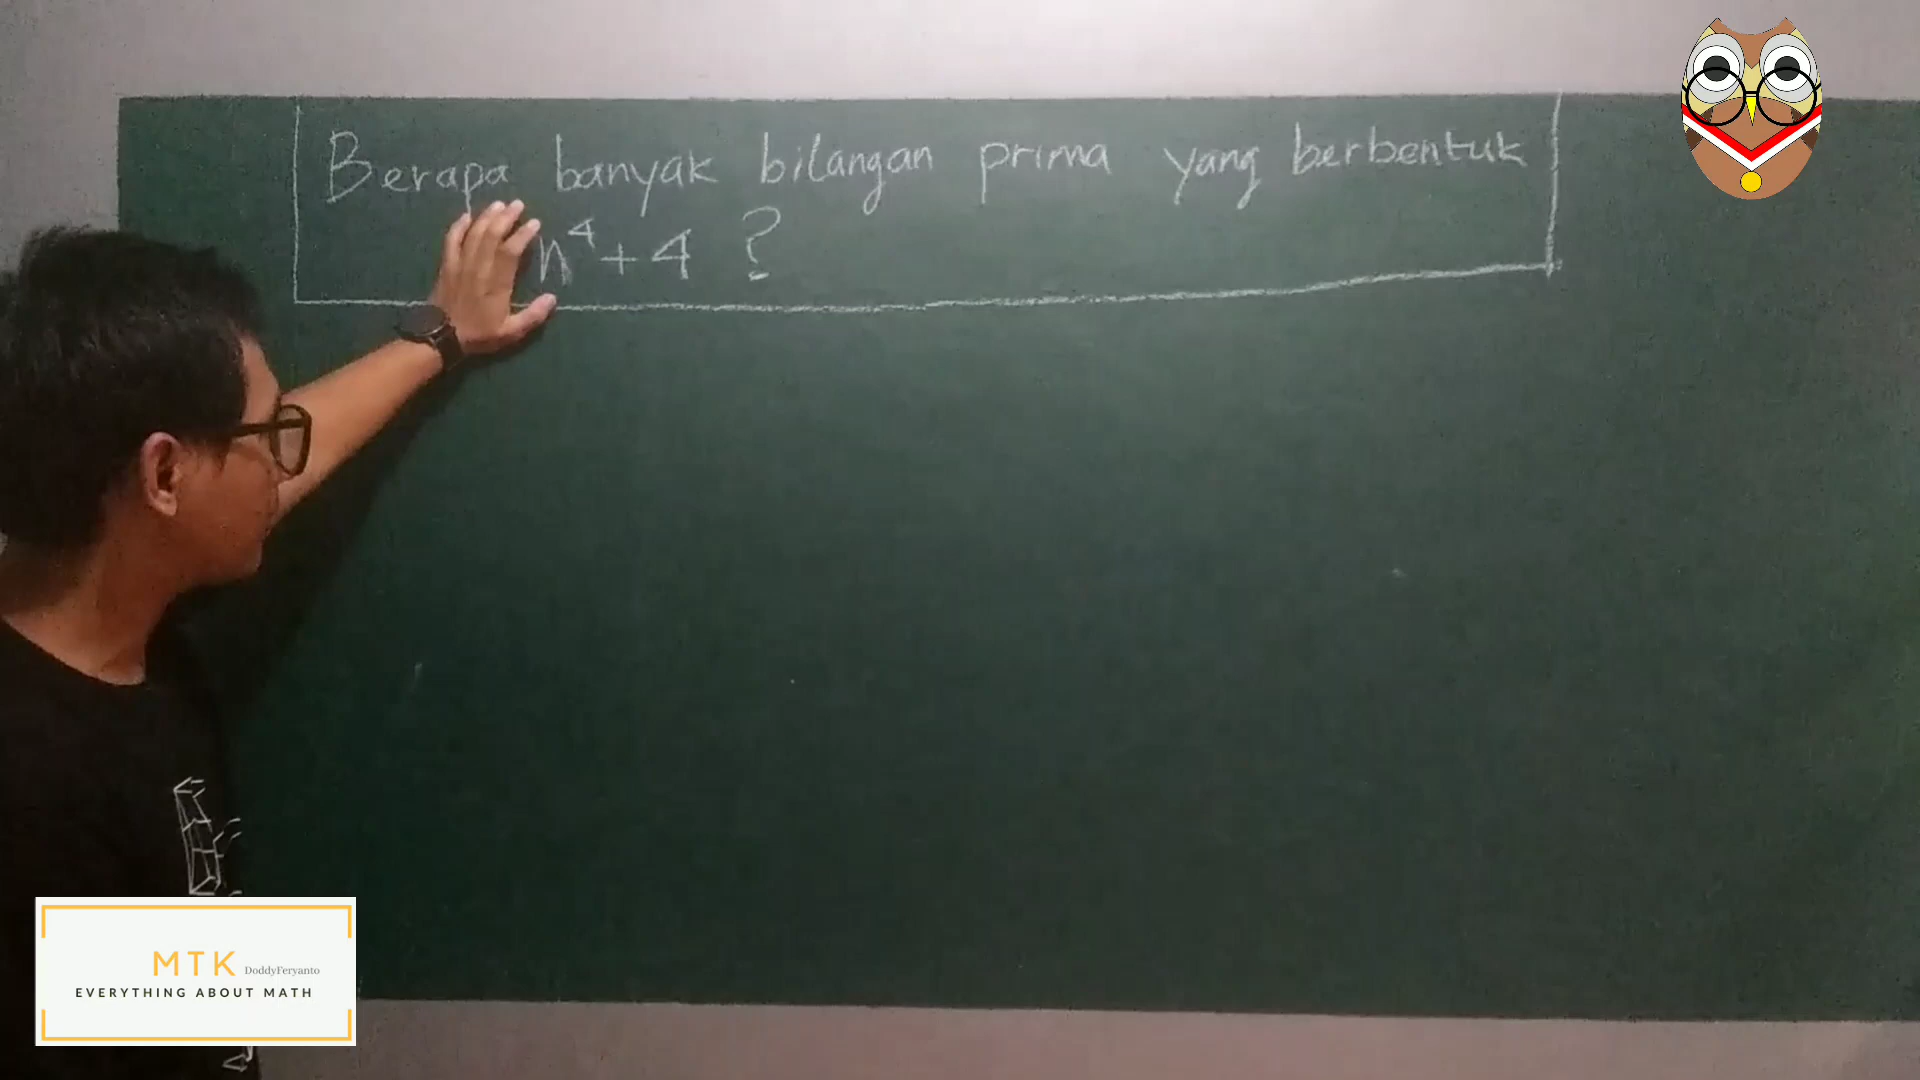 Berapa banyak bilangan prima yang berbentuk
n⁴+4 ?
MTK DoddyFeryanto
EVERYTHING ABOUT MATH